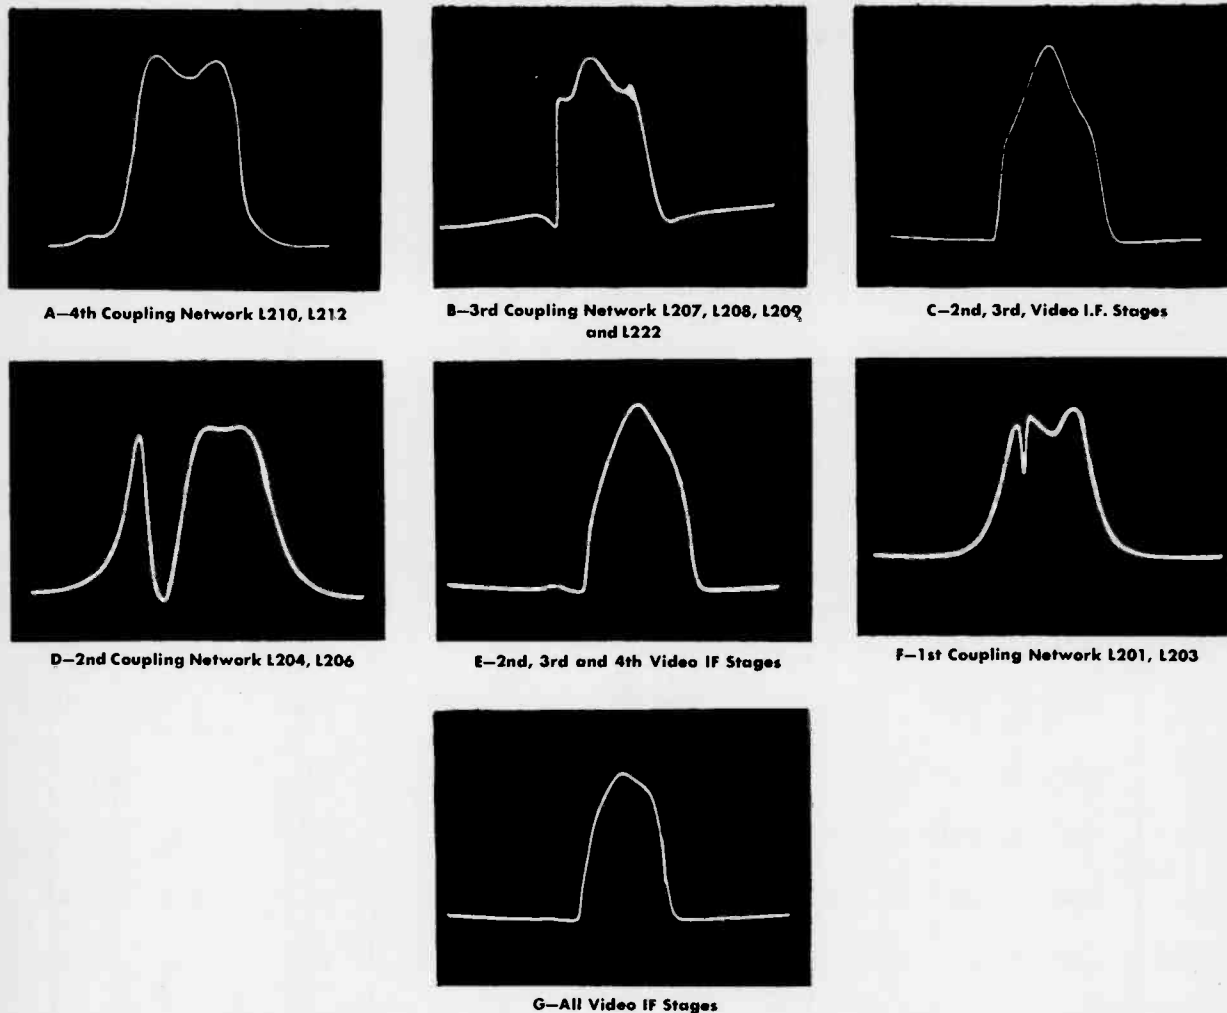 A—4th Coupling Network L210, L212
B—3rd Coupling Network L207, L208, L209
and L222
C—2nd, 3rd, Video I.F. Stages
D—2nd Coupling Network L204, L206
E—2nd, 3rd and 4th Video IF Stages
F—1st Coupling Network L201, L203
G—All Video IF Stages